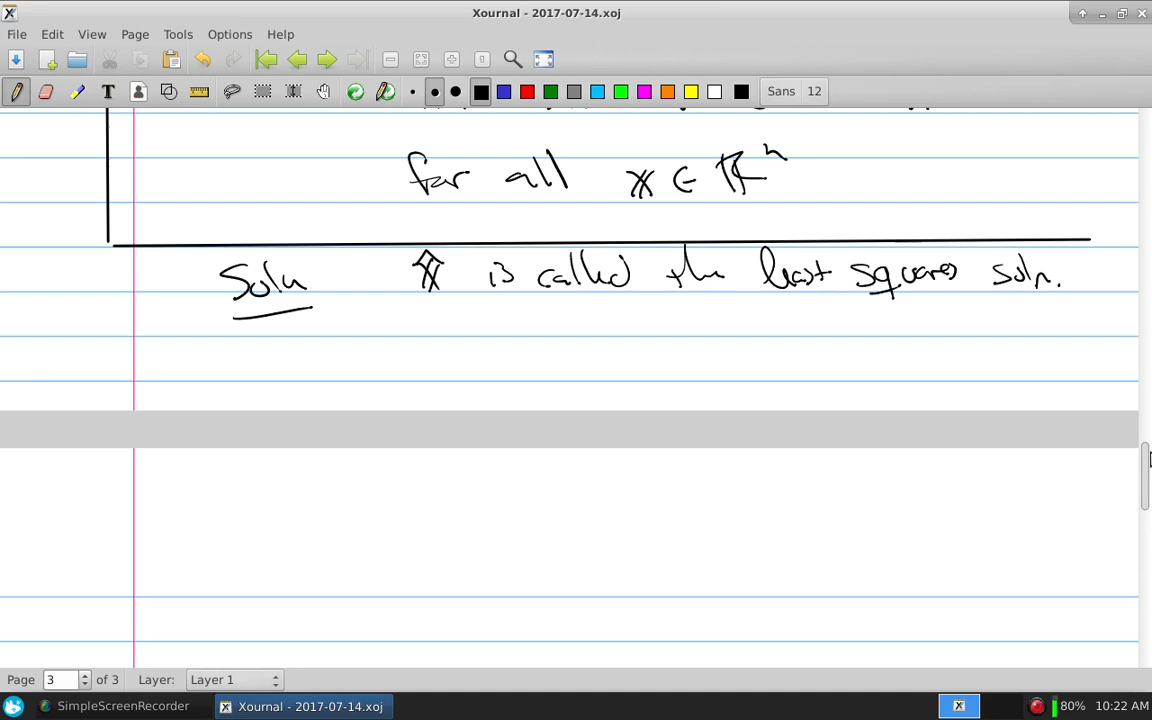 Xournal - 2017-07-14.xoj
File Edit View Page Tools Options Help
Sans 12
for all x ∈ ℝⁿ
Soln x̂ is called the least squares soln.
Page 3 of 3 Layer: Layer 1
SimpleScreenRecorder Xournal - 2017-07-14.xoj 80% 10:22 AM